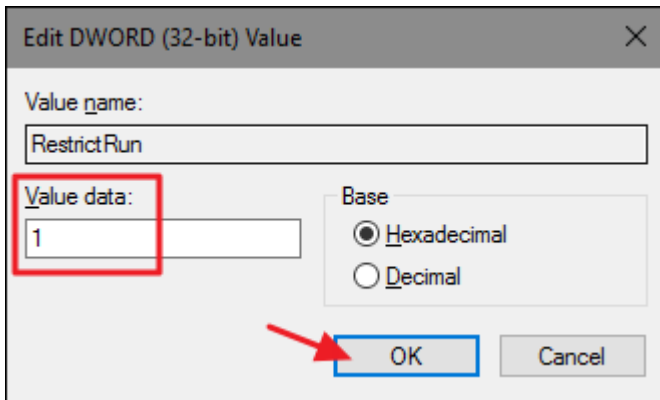 Edit DWORD (32-bit) Value
Value name:
RestrictRun
Value data:
1
Base
Hexadecimal
Decimal
OK
Cancel